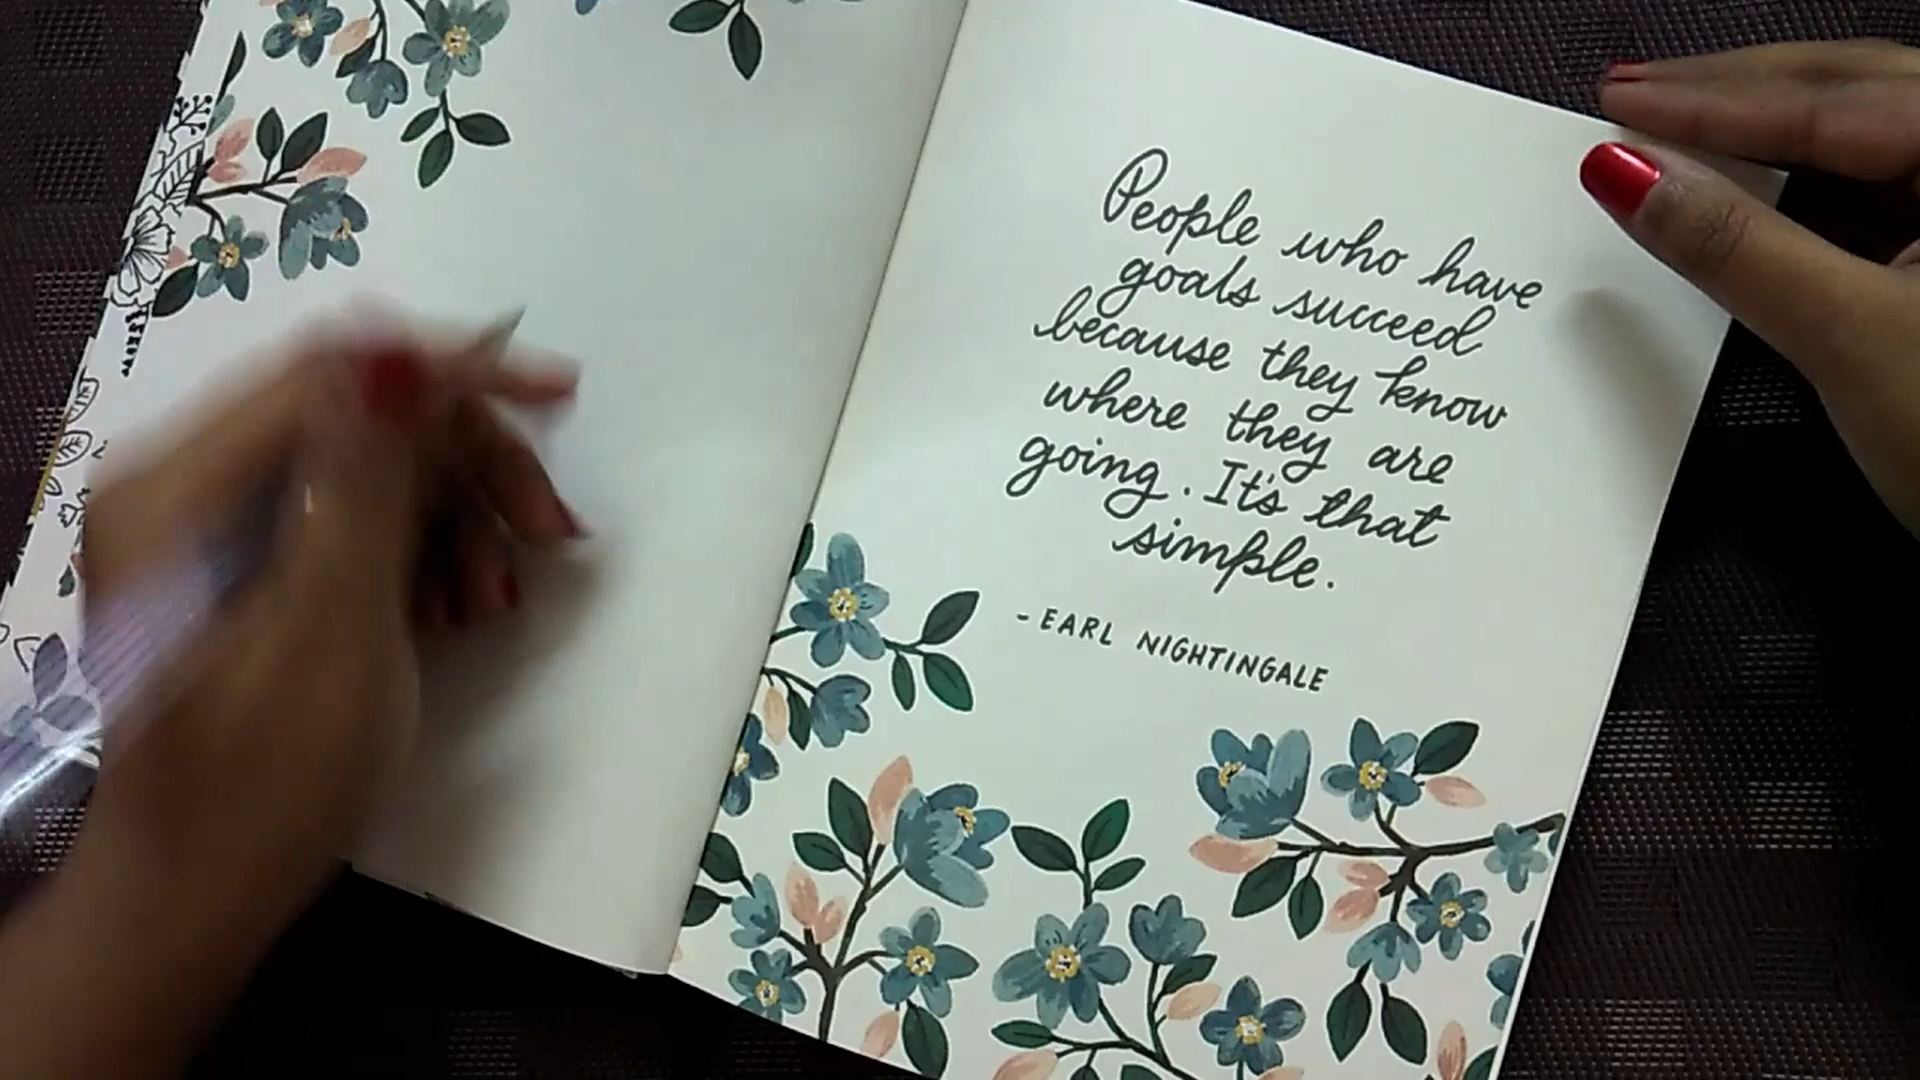 People who have
goals succeed
because they know
where they are
going. It's that
simple.
- EARL NIGHTINGALE